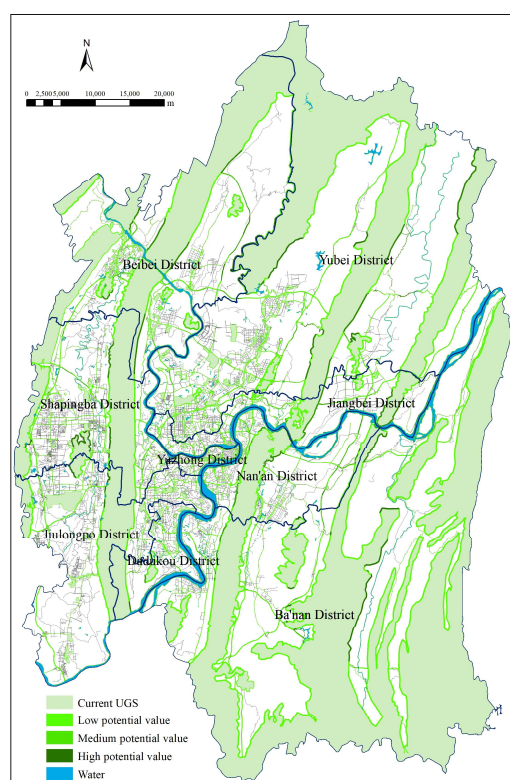 N
0 2,500 5,000 10,000 15,000 20,000
m
Beibei District
Yubei District
Shapingba District
Jiangbei District
Yuzhong District
Nan'an District
Jiulongpo District
Dadukou District
Ba'nan District
Current UGS
Low potential value
Medium potential value
High potential value
Water